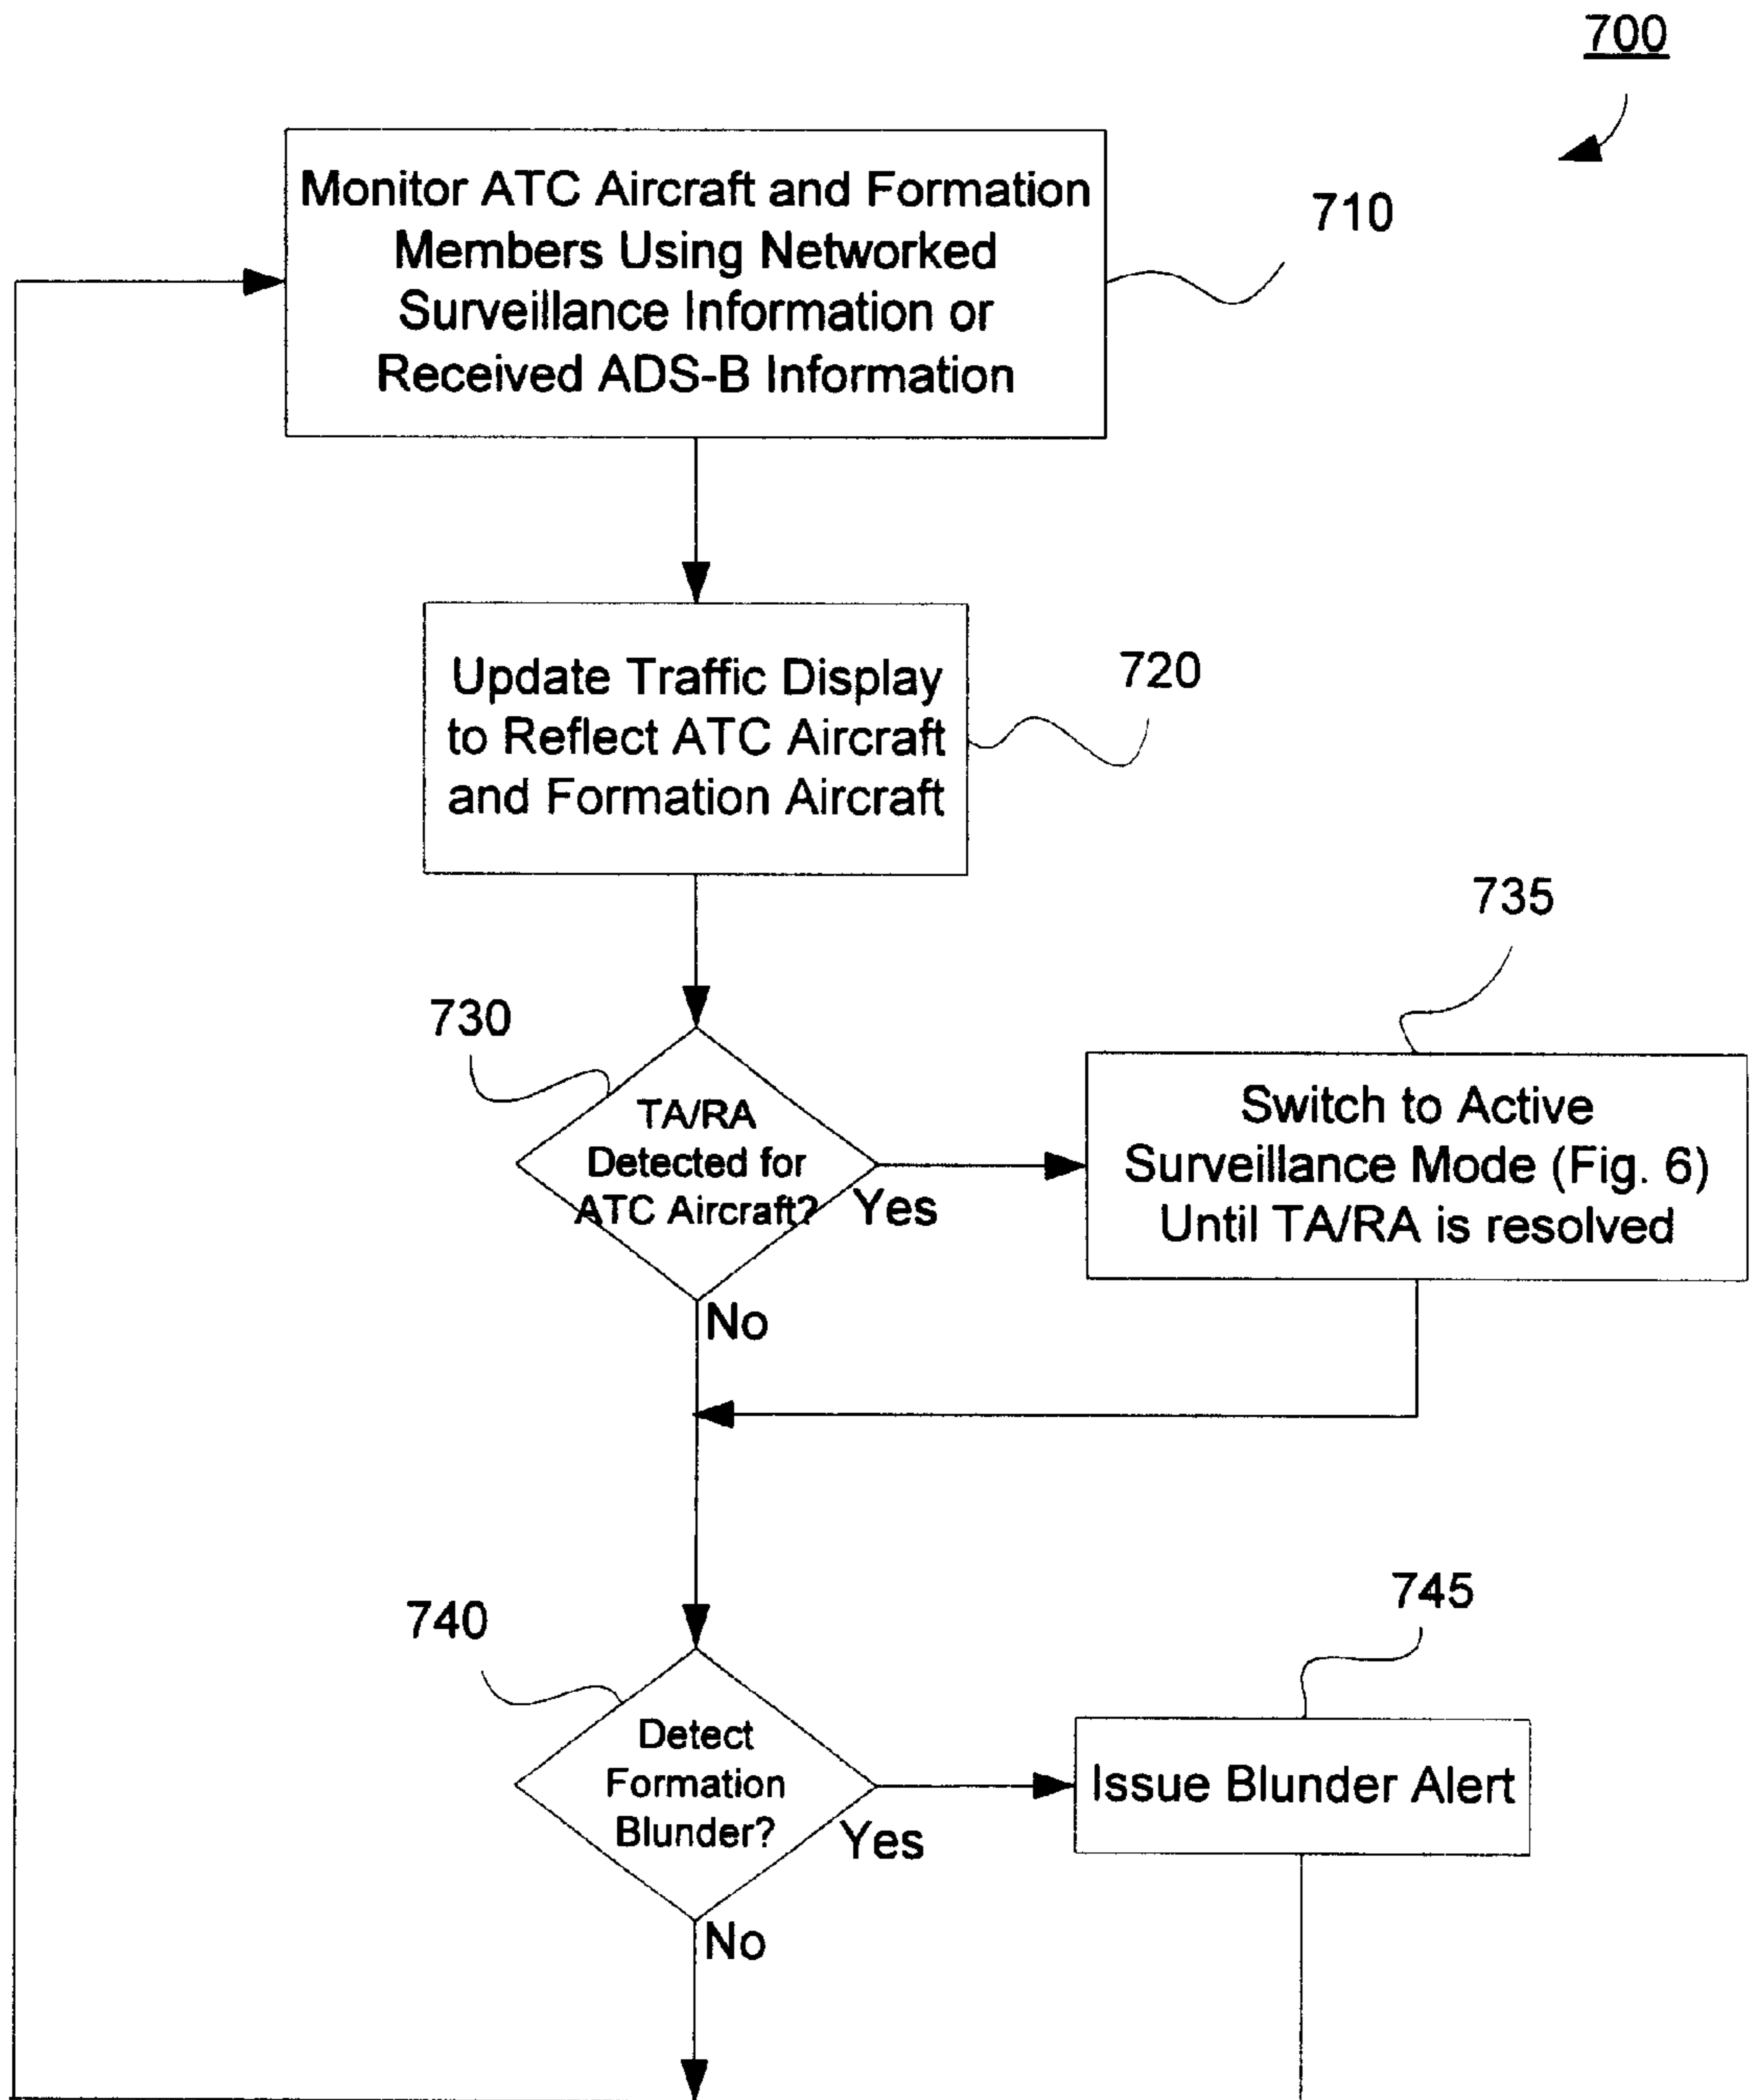 700
Monitor ATC Aircraft and Formation
Members Using Networked
Surveillance Information or
Received ADS-B Information
710
Update Traffic Display
to Reflect ATC Aircraft
and Formation Aircraft
720
730
TA/RA
Detected for
ATC Aircraft?
Yes
No
735
Switch to Active
Surveillance Mode (Fig. 6)
Until TA/RA is resolved
740
Detect
Formation
Blunder?
Yes
No
745
Issue Blunder Alert